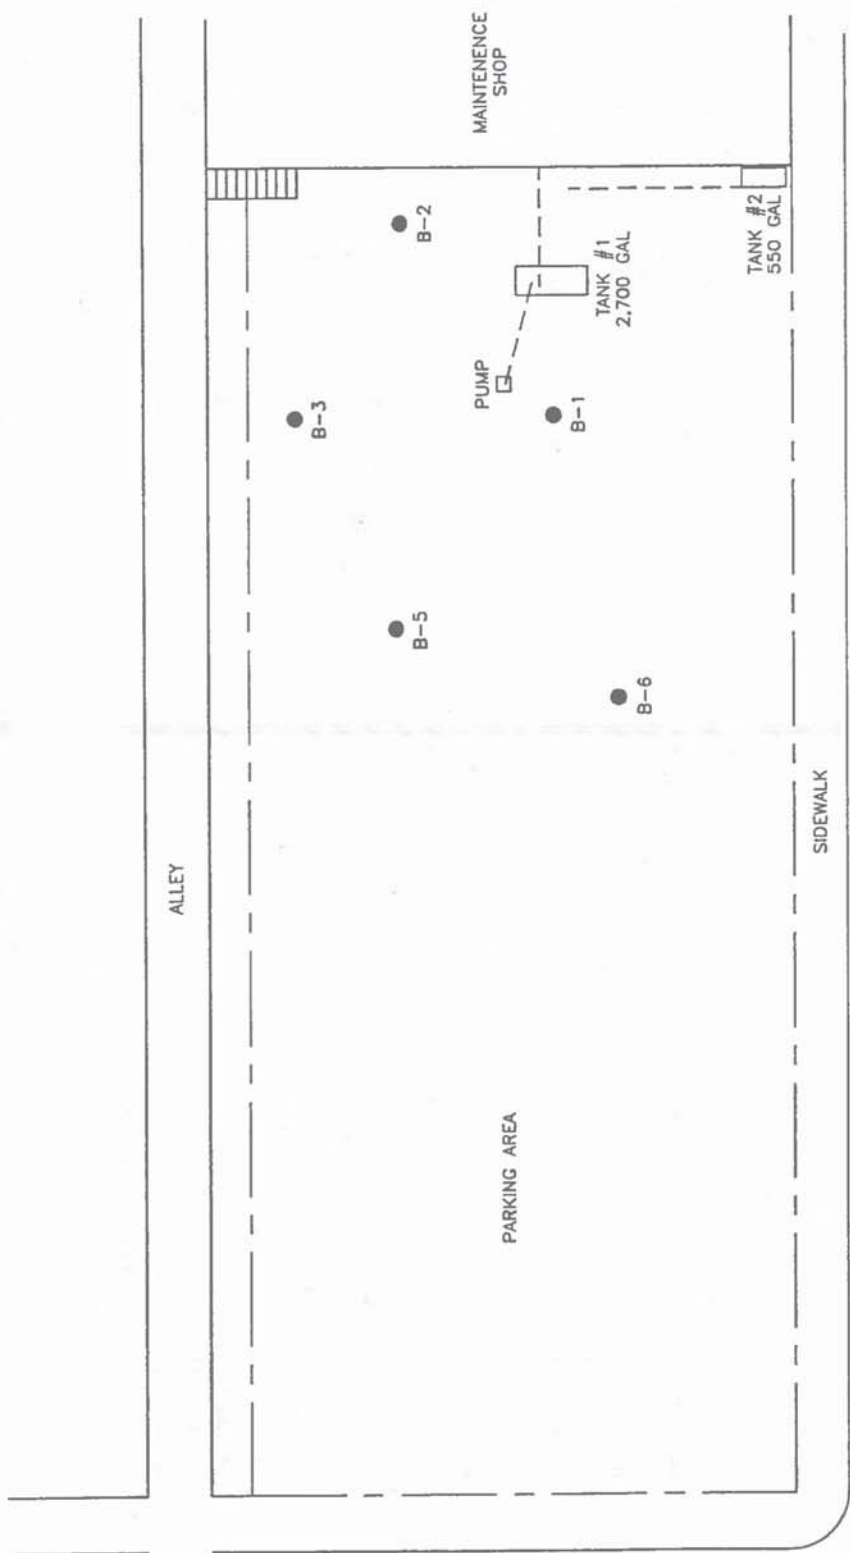 MAINTENENCE
SHOP
B-2
TANK #1
2,700 GAL
TANK #2
550 GAL
PUMP
B-3
B-1
B-5
B-6
ALLEY
SIDEWALK
PARKING AREA